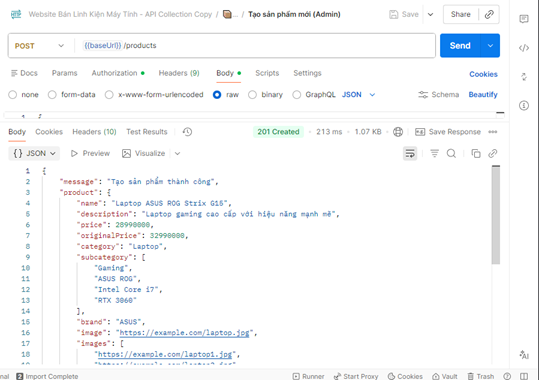 Website Bán Linh Kiện Máy Tính - API Collection Copy / ... / Tạo sản phẩm mới (Admin)
Save
Share
POST
{{baseUrl}} /products
Send
Docs
Params
Authorization
Headers (9)
Body
Scripts
Settings
Cookies
none
form-data
x-www-form-urlencoded
raw
binary
GraphQL
JSON
Schema
Beautify
Body
Cookies
Headers (10)
Test Results
201 Created
213 ms
1.07 KB
Save Response
{} JSON
Preview
Visualize
1 {
2 "message": "Tạo sản phẩm thành công",
3 "product": {
4 "name": "Laptop ASUS ROG Strix G15",
5 "description": "Laptop gaming cao cấp với hiệu năng mạnh mẽ",
6 "price": 28990000,
7 "originalPrice": 32990000,
8 "category": "Laptop",
9 "subcategory": [
10 "Gaming",
11 "ASUS ROG",
12 "Intel Core i7",
13 "RTX 3060"
14 ],
15 "brand": "ASUS",
16 "image": "https://example.com/laptop.jpg",
17 "images": [
18 "https://example.com/laptop1.jpg",
nal
2 Import Complete
Runner
Start Proxy
Cookies
Vault
Trash